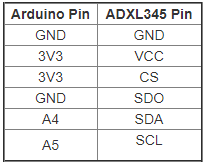 Arduino Pin ADXL345 Pin
GND GND
3V3 VCC
3V3 CS
GND SDO
A4 SDA
A5 SCL